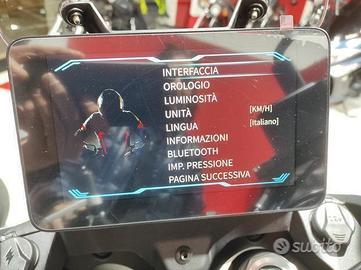 INTERFACCIA
OROLOGIO
LUMINOSITÀ
UNITÀ [KM/H]
LINGUA [Italiano]
INFORMAZIONI
BLUETOOTH
IMP. PRESSIONE
PAGINA SUCCESSIVA
subito